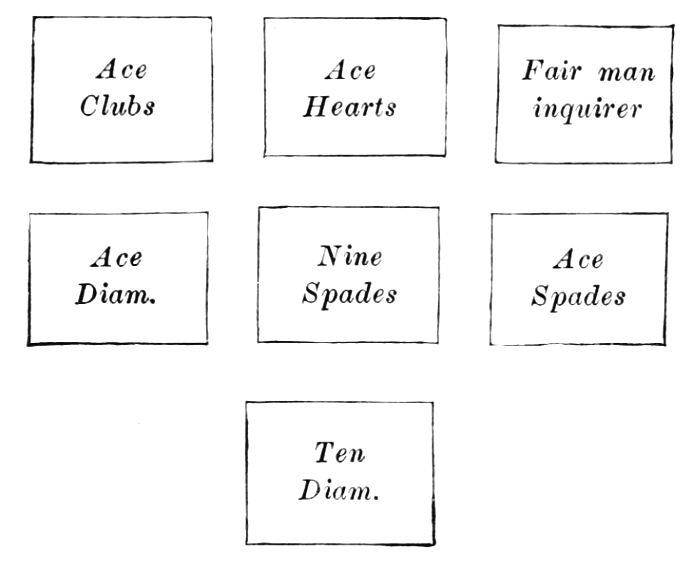 Ace
Clubs
Ace
Hearts
Fair man
inquirer
Ace
Diam.
Nine
Spades
Ace
Spades
Ten
Diam.